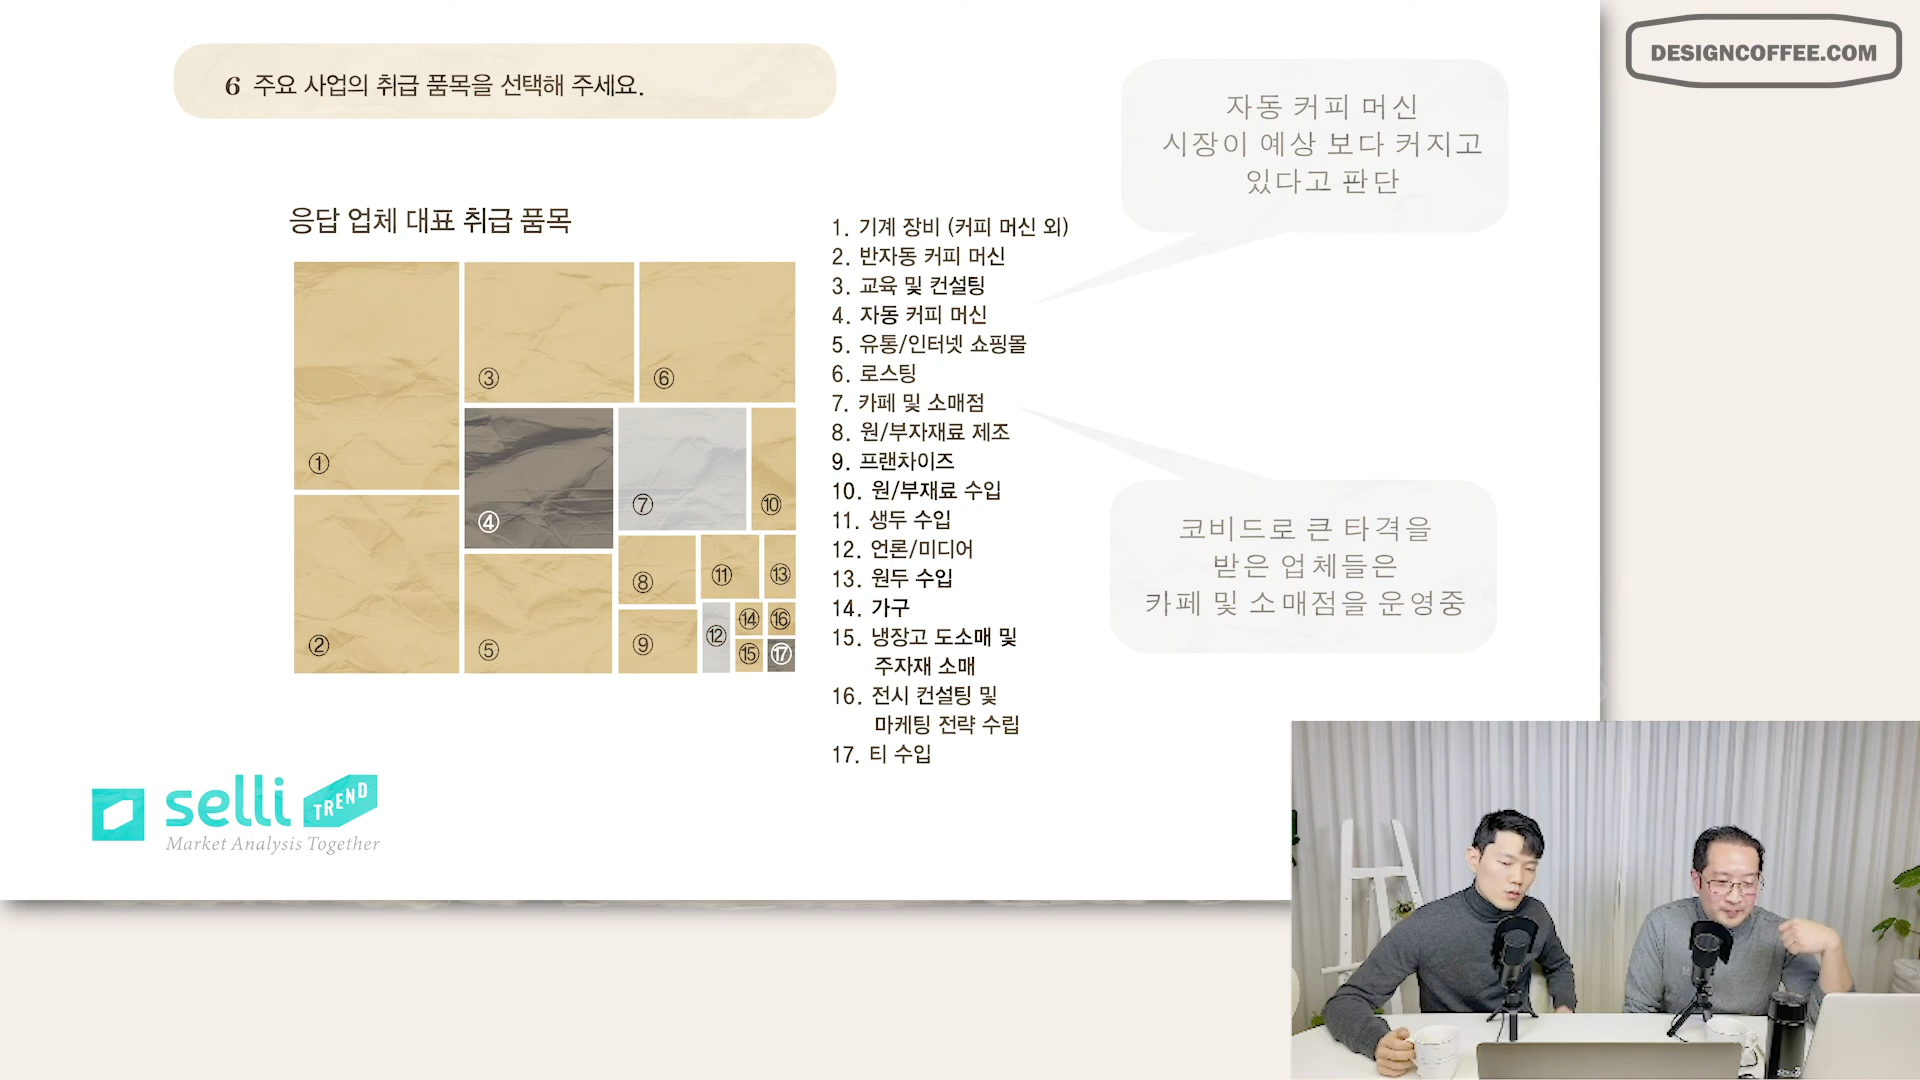 DESIGNCOFFEE.COM
6 주요 사업의 취급 품목을 선택해 주세요.
자동 커피 머신
시장이 예상 보다 커지고
있다고 판단
응답 업체 대표 취급 품목
① ② ③ ④ ⑤ ⑥ ⑦ ⑧ ⑨ ⑩ ⑪ ⑫ ⑬ ⑭ ⑮ ⑯ ⑰
1. 기계 장비 (커피 머신 외)
2. 반자동 커피 머신
3. 교육 및 컨설팅
4. 자동 커피 머신
5. 유통/인터넷 쇼핑몰
6. 로스팅
7. 카페 및 소매점
8. 원/부자재료 제조
9. 프랜차이즈
10. 원/부재료 수입
11. 생두 수입
12. 언론/미디어
13. 원두 수입
14. 가구
15. 냉장고 도소매 및
주자재 소매
16. 전시 컨설팅 및
마케팅 전략 수립
17. 티 수입
코비드로 큰 타격을
받은 업체들은
카페 및 소매점을 운영중
selli TREND
Market Analysis Together